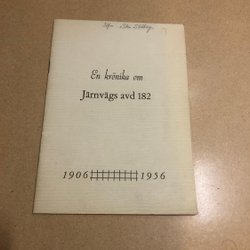 En krönika om
Järnvägs avd 182
1906 1956